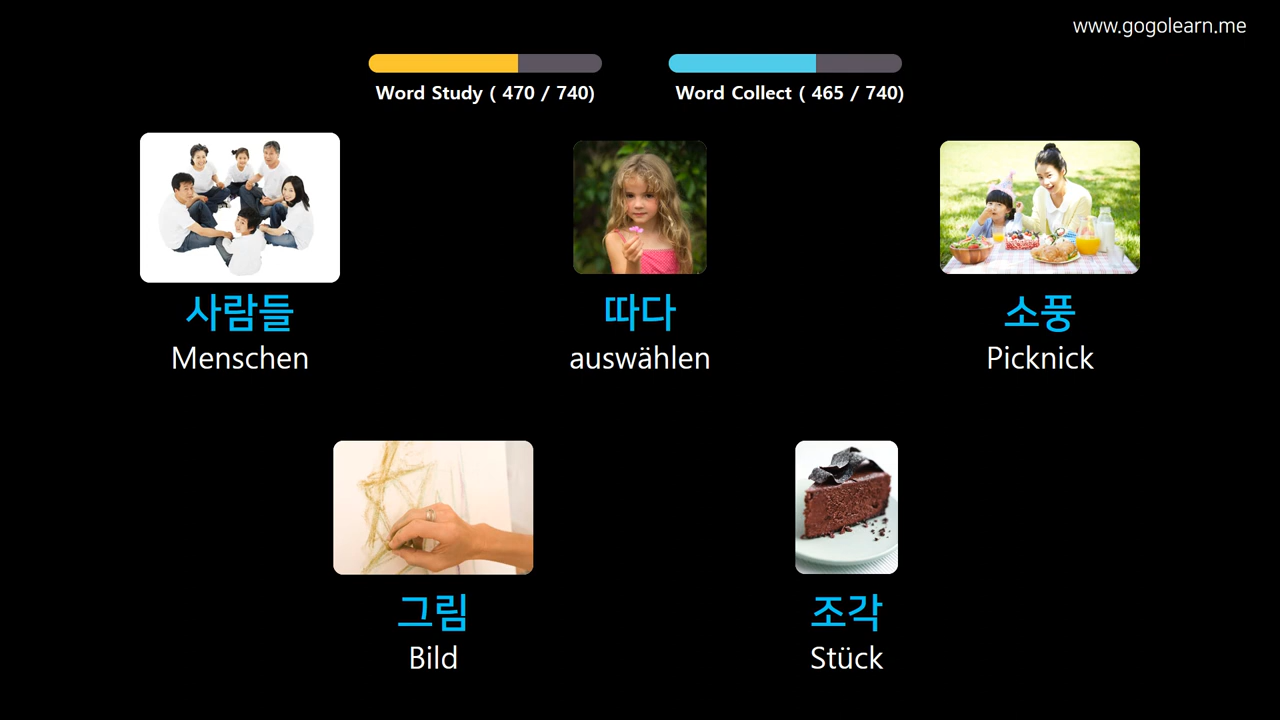 www.gogolearn.me
Word Study ( 470 / 740)
Word Collect ( 465 / 740)
사람들
Menschen
따다
auswählen
소풍
Picknick
그림
Bild
조각
Stück